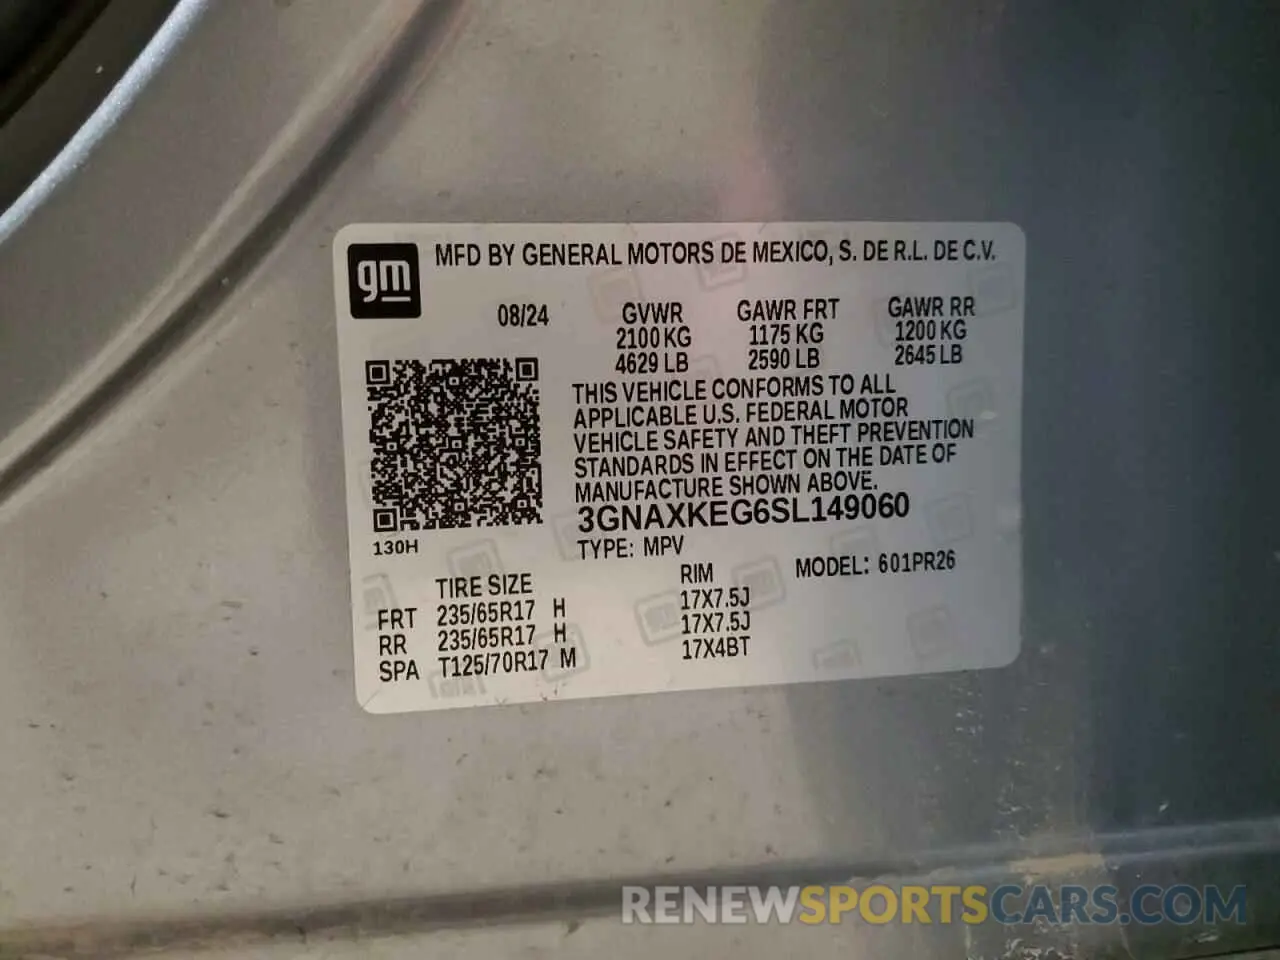 gm
MFD BY GENERAL MOTORS DE MEXICO, S. DE R.L. DE C.V.
08/24 GVWR GAWR FRT GAWR RR
2100 KG 1175 KG 1200 KG
4629 LB 2590 LB 2645 LB
THIS VEHICLE CONFORMS TO ALL
APPLICABLE U.S. FEDERAL MOTOR
VEHICLE SAFETY AND THEFT PREVENTION
STANDARDS IN EFFECT ON THE DATE OF
MANUFACTURE SHOWN ABOVE.
3GNAXKEG6SL149060
130H
TYPE: MPV MODEL: 601PR26
TIRE SIZE RIM
FRT 235/65R17 H 17X7.5J
RR 235/65R17 H 17X7.5J
SPA T125/70R17 M 17X4BT
RENEWSPORTSCARS.COM